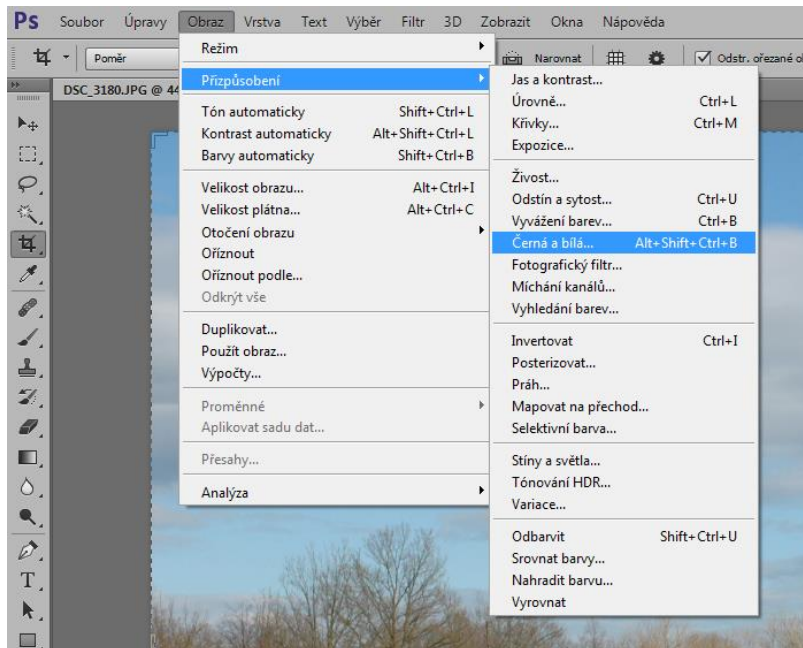 Ps Soubor Úpravy Obraz Vrstva Text Výběr Filtr 3D Zobrazit Okna Nápověda
Poměr
Narovnat
Odstr. ořezané
DSC_3180.JPG @ 44
Režim
Přizpůsobení
Tón automaticky Shift+Ctrl+L
Kontrast automaticky Alt+Shift+Ctrl+L
Barvy automaticky Shift+Ctrl+B
Velikost obrazu... Alt+Ctrl+I
Velikost plátna... Alt+Ctrl+C
Otočení obrazu
Oříznout
Oříznout podle...
Odkrýt vše
Duplikovat...
Použít obraz...
Výpočty...
Proměnné
Aplikovat sadu dat...
Přesahy...
Analýza
Jas a kontrast...
Úrovně... Ctrl+L
Křivky... Ctrl+M
Expozice...
Živost...
Odstín a sytost... Ctrl+U
Vyvážení barev... Ctrl+B
Černá a bílá... Alt+Shift+Ctrl+B
Fotografický filtr...
Míchání kanálů...
Vyhledání barev...
Invertovat Ctrl+I
Posterizovat...
Práh...
Mapovat na přechod...
Selektivní barva...
Stíny a světla...
Tónování HDR...
Variace...
Odbarvit Shift+Ctrl+U
Srovnat barvy...
Nahradit barvu...
Vyrovnat